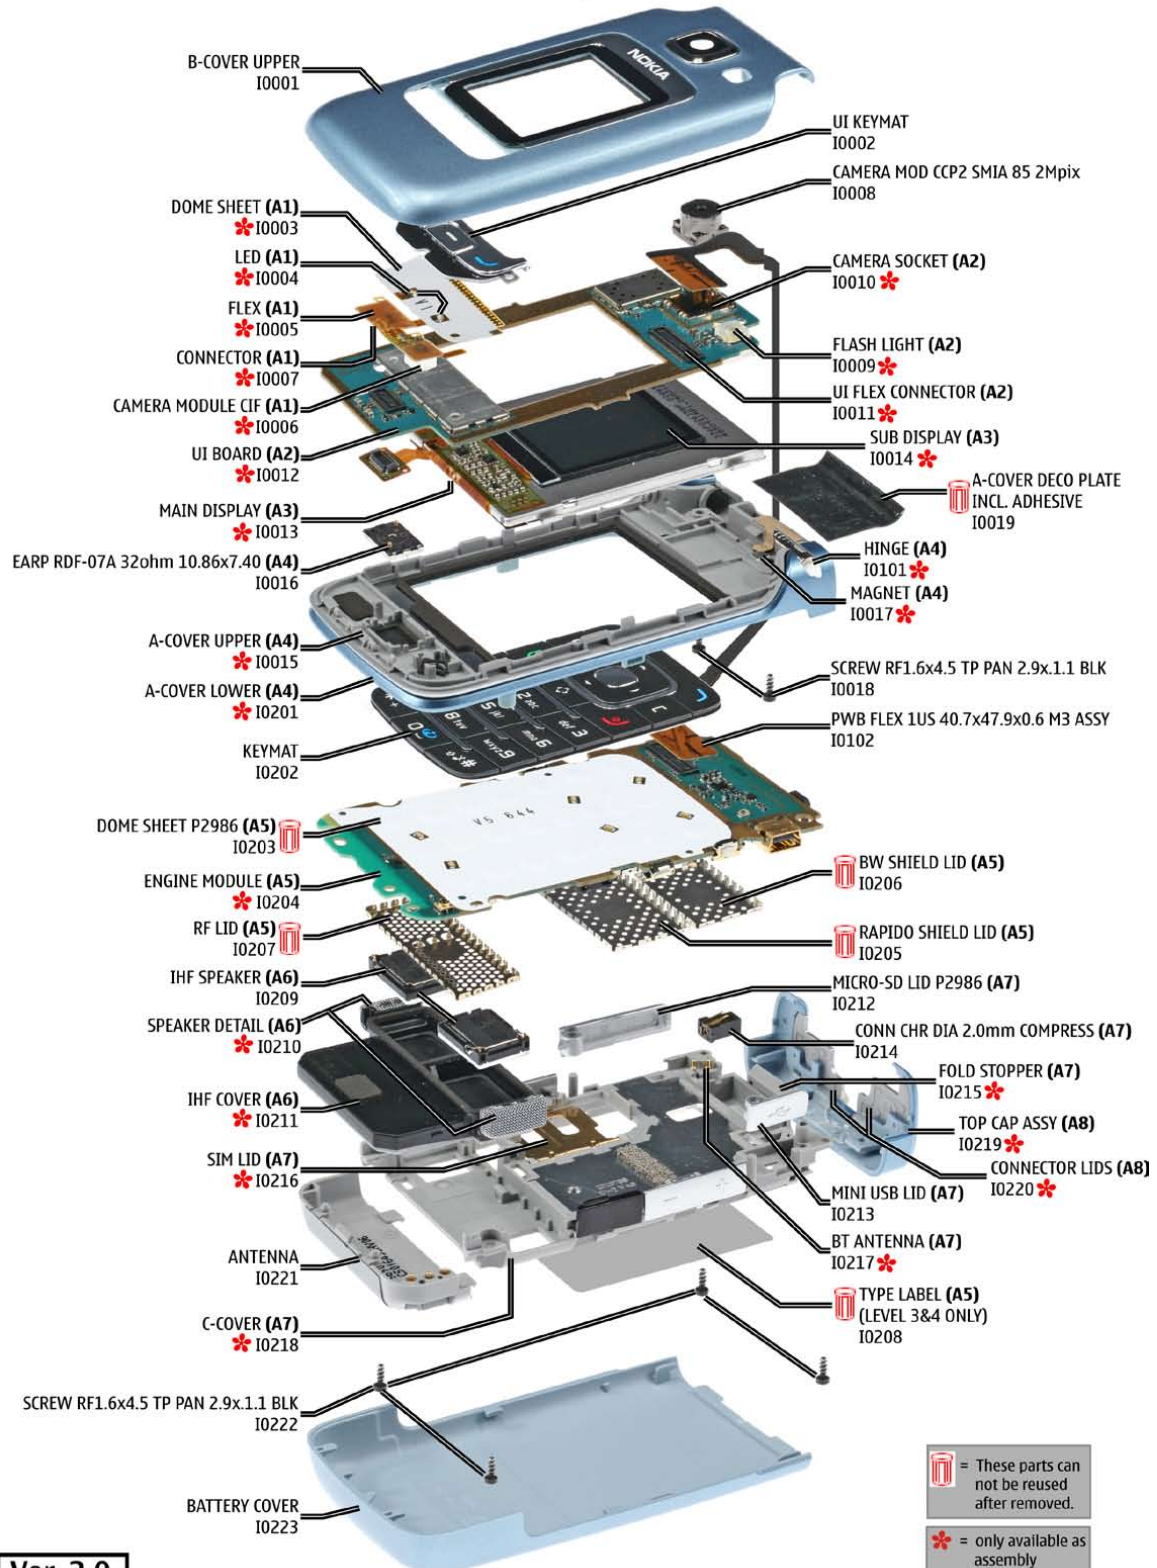 B-COVER UPPER
I0001
NOKIA
UI KEYMAT
I0002
CAMERA MOD CCP2 SMIA 85 2Mpix
I0008
DOME SHEET (A1)
I0003
LED (A1)
I0004
CAMERA SOCKET (A2)
I0010
FLEX (A1)
I0005
FLASH LIGHT (A2)
I0009
CONNECTOR (A1)
I0007
UI FLEX CONNECTOR (A2)
I0011
CAMERA MODULE CIF (A1)
I0006
SUB DISPLAY (A3)
I0014
UI BOARD (A2)
I0012
A-COVER DECO PLATE
INCL. ADHESIVE
I0019
MAIN DISPLAY (A3)
I0013
HINGE (A4)
I0101
EARP RDF-07A 32ohm 10.86x7.40 (A4)
I0016
MAGNET (A4)
I0017
A-COVER UPPER (A4)
I0015
SCREW RF1.6x4.5 TP PAN 2.9x.1.1 BLK
I0018
A-COVER LOWER (A4)
I0201
PWB FLEX 1US 40.7x47.9x0.6 M3 ASSY
I0102
KEYMAT
I0202
V6 644
DOME SHEET P2986 (A5)
I0203
BW SHIELD LID (A5)
I0206
ENGINE MODULE (A5)
I0204
RF LID (A5)
I0207
RAPIDO SHIELD LID (A5)
I0205
IHF SPEAKER (A6)
I0209
MICRO-SD LID P2986 (A7)
I0212
SPEAKER DETAIL (A6)
I0210
CONN CHR DIA 2.0mm COMPRESS (A7)
I0214
FOLD STOPPER (A7)
I0215
IHF COVER (A6)
I0211
TOP CAP ASSY (A8)
I0219
SIM LID (A7)
I0216
CONNECTOR LIDS (A8)
I0220
MINI USB LID (A7)
I0213
ANTENNA
I0221
BT ANTENNA (A7)
I0217
TYPE LABEL (A5)
(LEVEL 3&4 ONLY)
I0208
C-COVER (A7)
I0218
SCREW RF1.6x4.5 TP PAN 2.9x.1.1 BLK
I0222
BATTERY COVER
I0223
= These parts can
not be reused
after removed.
= only available as
assembly
Ver. 2.0